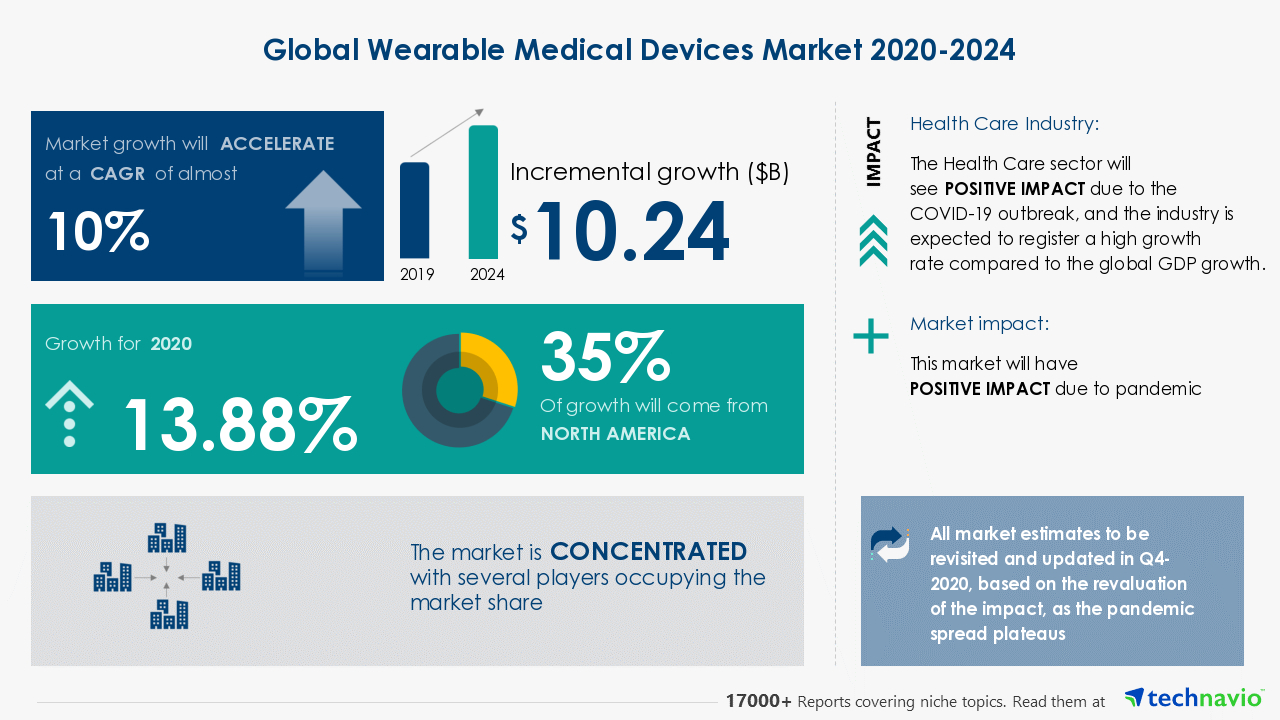 Global Wearable Medical Devices Market 2020-2024
Market growth will ACCELERATE
at a CAGR of almost
10%
2019
2024
Incremental growth ($B)
$10.24
Growth for 2020
13.88%
35%
Of growth will come from
NORTH AMERICA
The market is CONCENTRATED
with several players occupying the
market share
IMPACT
Health Care Industry:
The Health Care sector will
see POSITIVE IMPACT due to the
COVID-19 outbreak, and the industry is
expected to register a high growth
rate compared to the global GDP growth.
Market impact:
This market will have
POSITIVE IMPACT due to pandemic
All market estimates to be
revisited and updated in Q4-
2020, based on the revaluation
of the impact, as the pandemic
spread plateaus
17000+ Reports covering niche topics. Read them at
technavio™